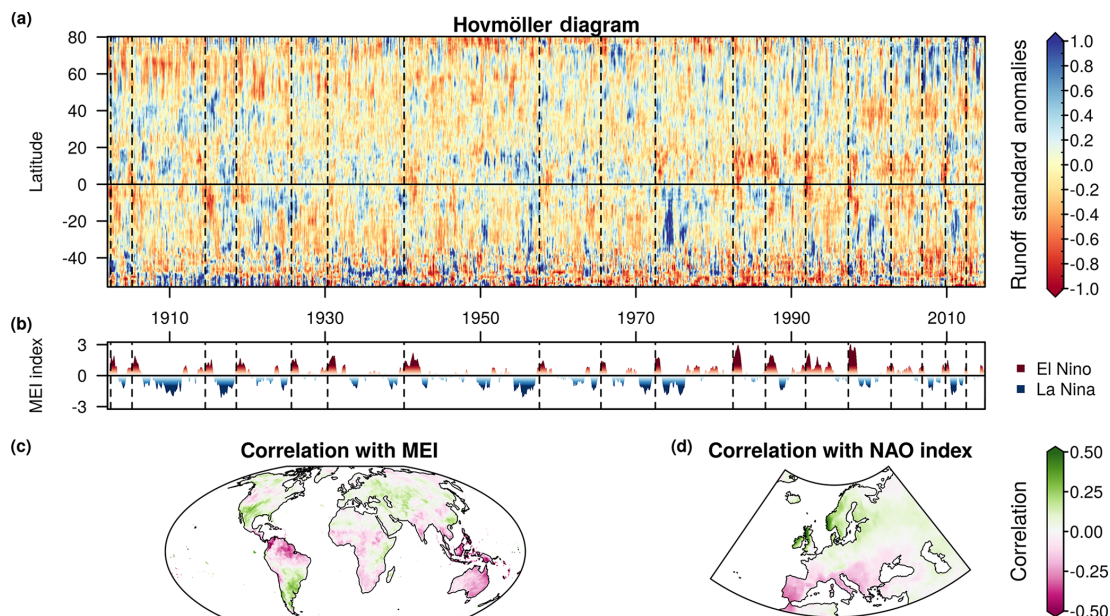 (a)
Hovmöller diagram
80
60
40
20
0
-20
-40
Latitude
1.0
0.8
0.6
0.4
0.2
0.0
-0.2
-0.4
-0.6
-0.8
-1.0
Runoff standard anomalies
1910
1930
1950
1970
1990
2010
(b)
3
0
-3
MEI index
El Nino
La Nina
(c)
Correlation with MEI
(d)
Correlation with NAO index
0.50
0.25
0.00
-0.25
-0.50
Correlation